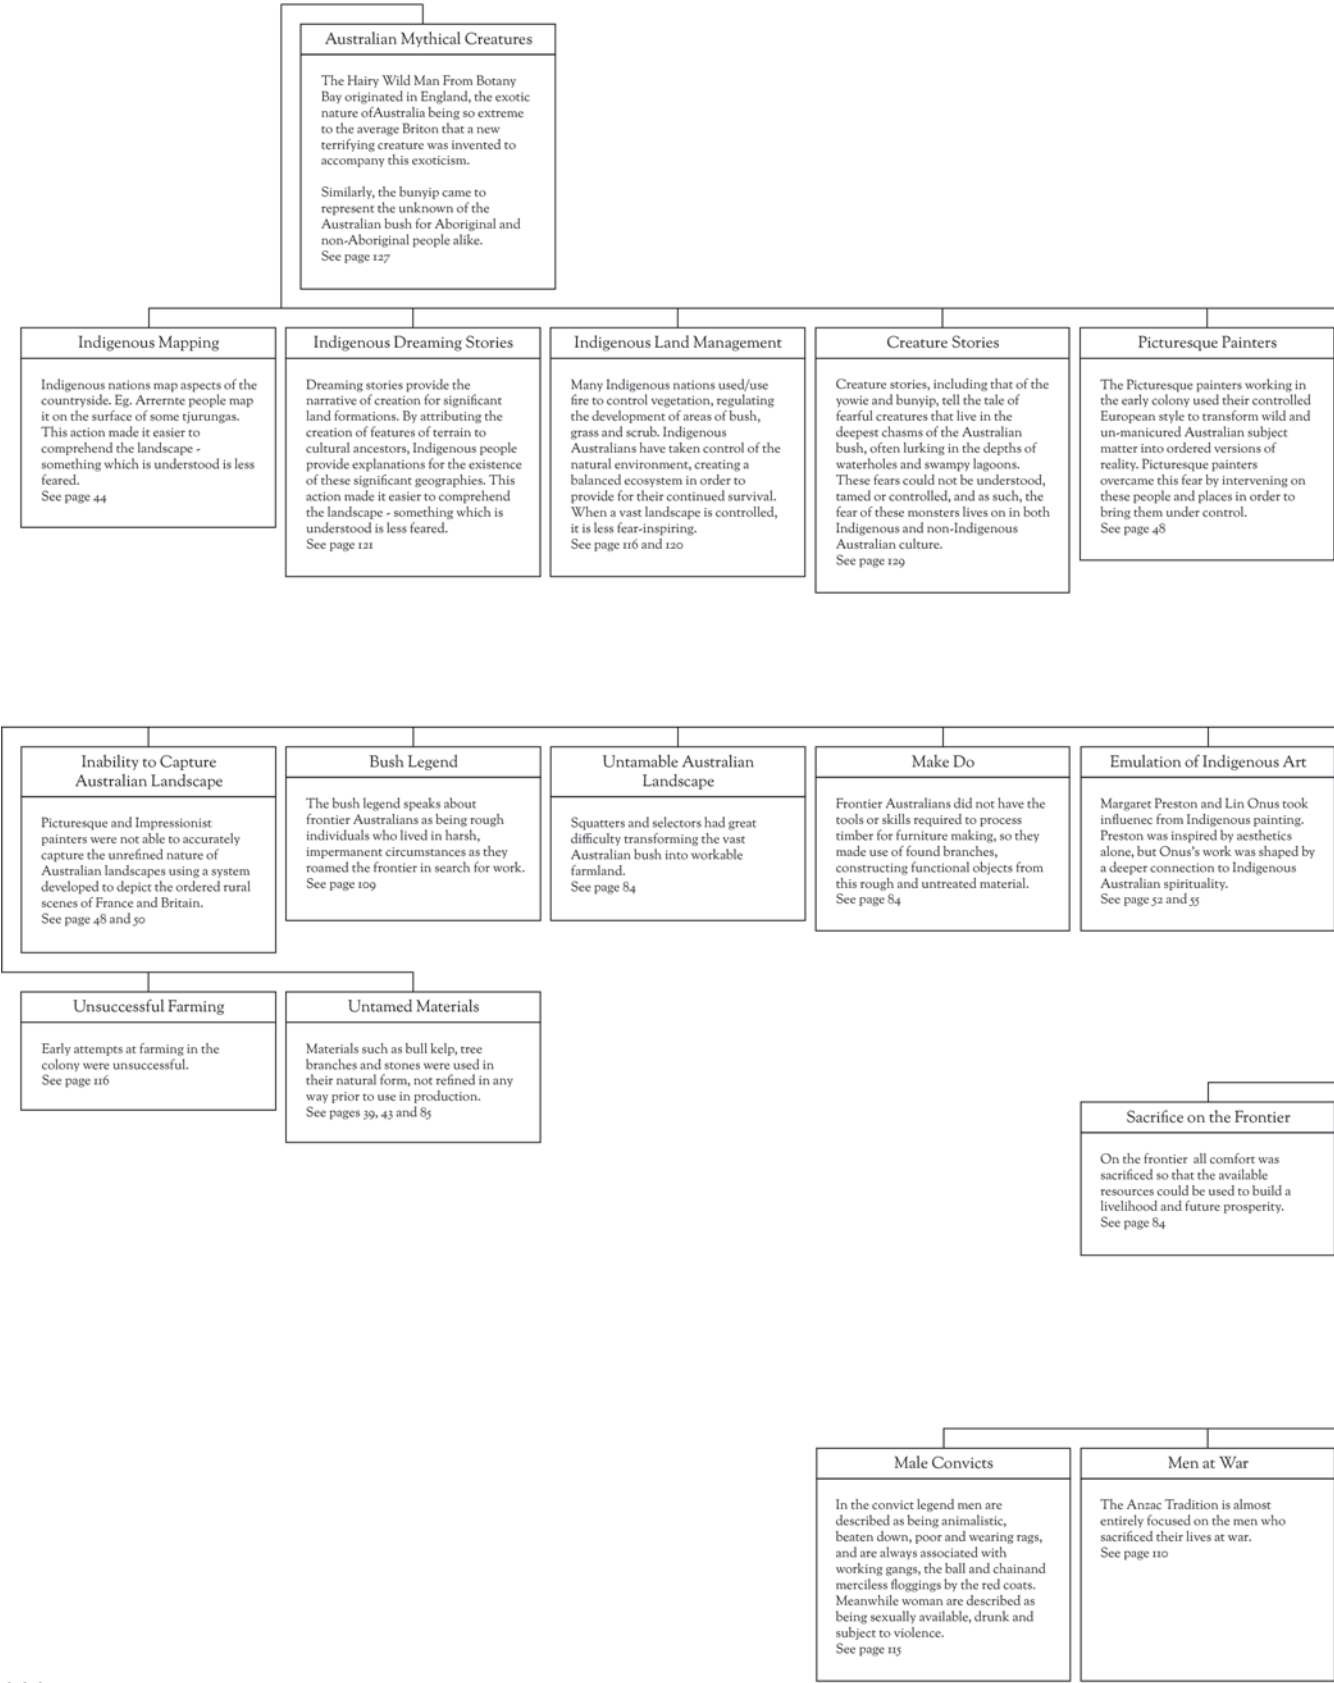 Australian Mythical Creatures
The Hairy Wild Man From Botany
Bay originated in England, the exotic
nature ofAustralia being so extreme
to the average Briton that a new
terrifying creature was invented to
accompany this exoticism.
Similarly, the bunyip came to
represent the unknown of the
Australian bush for Aboriginal and
non-Aboriginal people alike.
See page 127
Indigenous Mapping
Indigenous nations map aspects of the
countryside. Eg. Arrernte people map
it on the surface of some tjurungas.
This action made it easier to
comprehend the landscape -
something which is understood is less
feared.
See page 44
Indigenous Dreaming Stories
Dreaming stories provide the
narrative of creation for significant
land formations. By attributing the
creation of features of terrain to
cultural ancestors, Indigenous people
provide explanations for the existence
of these significant geographies. This
action made it easier to comprehend
the landscape - something which is
understood is less feared.
See page 121
Indigenous Land Management
Many Indigenous nations used/use
fire to control vegetation, regulating
the development of areas of bush,
grass and scrub. Indigenous
Australians have taken control of the
natural environment, creating a
balanced ecosystem in order to
provide for their continued survival.
When a vast landscape is controlled,
it is less fear-inspiring.
See page 116 and 120
Creature Stories
Creature stories, including that of the
yowie and bunyip, tell the tale of
fearful creatures that live in the
deepest chasms of the Australian
bush, often lurking in the depths of
waterholes and swampy lagoons.
These fears could not be understood,
tamed or controlled, and as such, the
fear of these monsters lives on in both
Indigenous and non-Indigenous
Australian culture.
See page 129
Picturesque Painters
The Picturesque painters working in
the early colony used their controlled
European style to transform wild and
un-manicured Australian subject
matter into ordered versions of
reality. Picturesque painters
overcame this fear by intervening on
these people and places in order to
bring them under control.
See page 48
Inability to Capture
Australian Landscape
Picturesque and Impressionist
painters were not able to accurately
capture the unrefined nature of
Australian landscapes using a system
developed to depict the ordered rural
scenes of France and Britain.
See page 48 and 50
Bush Legend
The bush legend speaks about
frontier Australians as being rough
individuals who lived in harsh,
impermanent circumstances as they
roamed the frontier in search for work.
See page 109
Untamable Australian
Landscape
Squatters and selectors had great
difficulty transforming the vast
Australian bush into workable
farmland.
See page 84
Make Do
Frontier Australians did not have the
tools or skills required to process
timber for furniture making, so they
made use of found branches,
constructing functional objects from
this rough and untreated material.
See page 84
Emulation of Indigenous Art
Margaret Preston and Lin Onus took
influenec from Indigenous painting.
Preston was inspired by aesthetics
alone, but Onus's work was shaped by
a deeper connection to Indigenous
Australian spirituality.
See page 52 and 55
Unsuccessful Farming
Early attempts at farming in the
colony were unsuccessful.
See page 116
Untamed Materials
Materials such as bull kelp, tree
branches and stones were used in
their natural form, not refined in any
way prior to use in production.
See pages 39, 43 and 85
Sacrifice on the Frontier
On the frontier all comfort was
sacrificed so that the available
resources could be used to build a
livelihood and future prosperity.
See page 84
Male Convicts
In the convict legend men are
described as being animalistic,
beaten down, poor and wearing rags,
and are always associated with
working gangs, the ball and chainand
merciless floggings by the red coats.
Meanwhile woman are described as
being sexually available, drunk and
subject to violence.
See page 115
Men at War
The Anzac Tradition is almost
entirely focused on the men who
sacrificed their lives at war.
See page 110